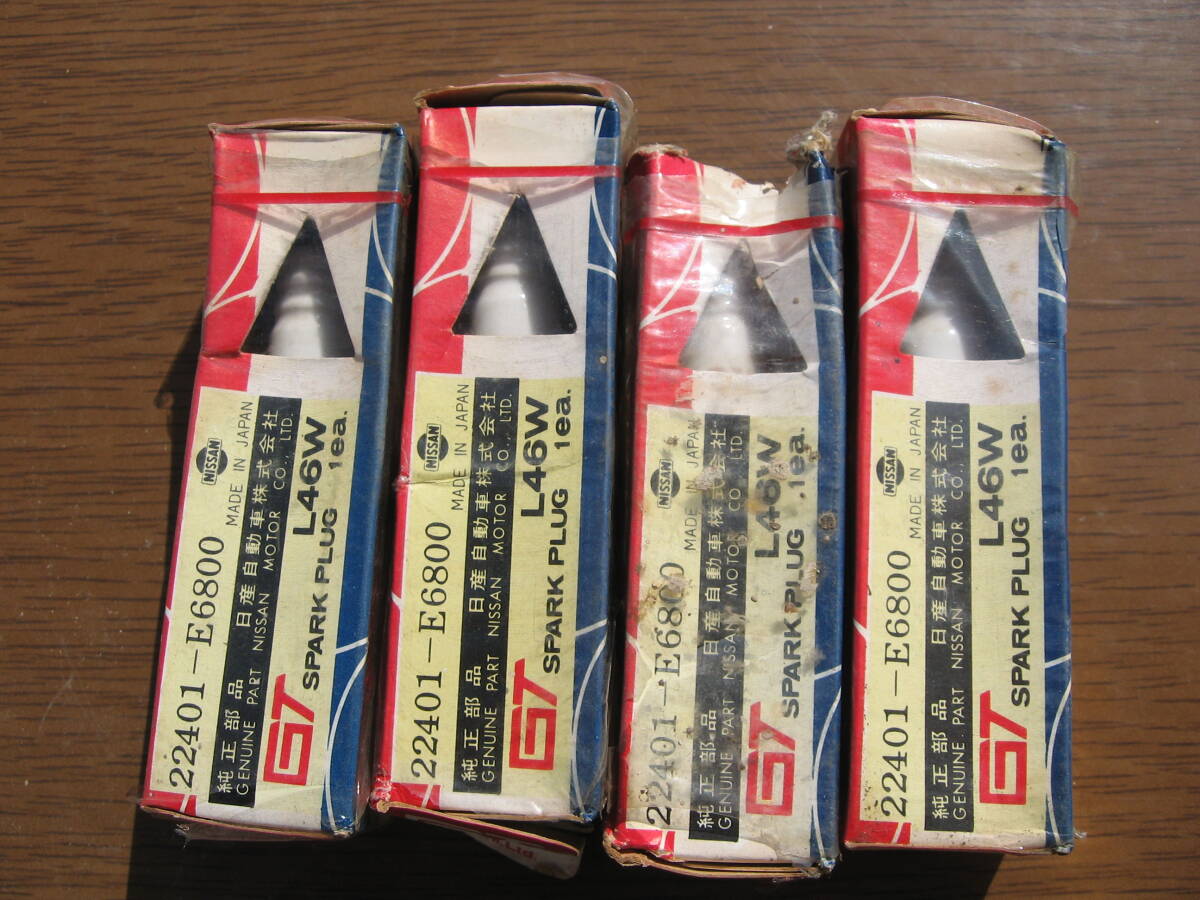 22401-E6800
NISSAN
MADE IN JAPAN
純正部品 日産自動車株式会社
GENUINE PART NISSAN MOTOR CO., LTD.
L46W
GT SPARK PLUG 1ea.
22401-E6800
NISSAN
MADE IN JAPAN
純正部品 日産自動車株式会社
GENUINE PART NISSAN MOTOR CO., LTD.
L46W
GT SPARK PLUG 1ea.
Ltd.
22401-E6800
NISSAN
MADE IN JAPAN
純正部品 日産自動車株式会社
GENUINE PART NISSAN MOTOR CO., LTD.
L46W
GT SPARK PLUG 1ea.
22401-E6800
NISSAN
MADE IN JAPAN
純正部品 日産自動車株式会社
GENUINE PART NISSAN MOTOR CO., LTD.
L46W
GT SPARK PLUG 1ea.